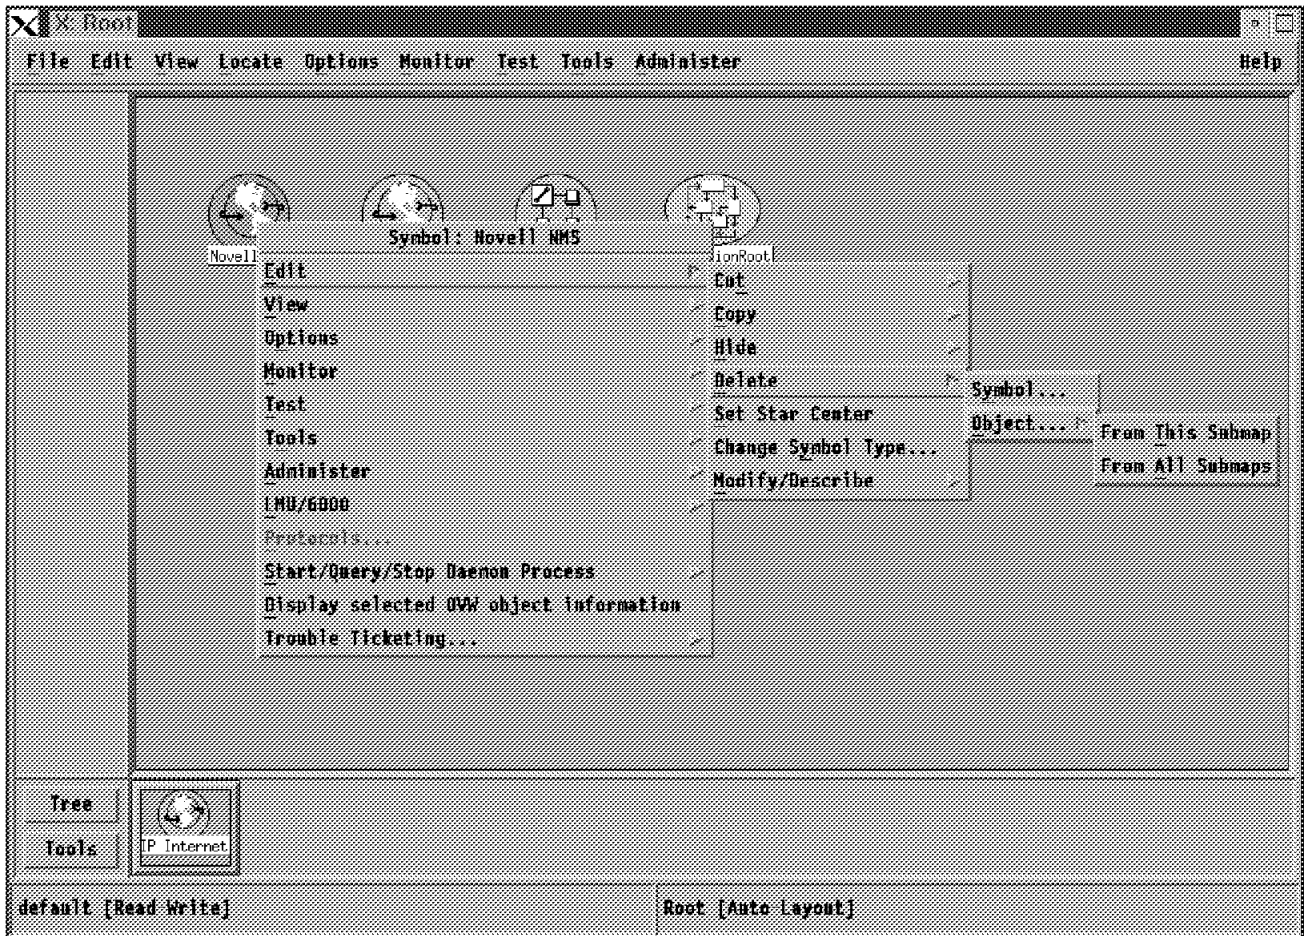 X: Root
File Edit View Locate Options Monitor Test Tools Administer Help
Symbol: Novell NMS
Novell
ionRoot
Edit
View
Options
Monitor
Test
Tools
Administer
LMU/6000
Protocols...
Start/Query/Stop Daemon Process
Display selected OVW object information
Trouble Ticketing...
Cut
Copy
Hide
Delete
Set Star Center
Change Symbol Type...
Modify/Describe
Symbol...
Object...
From This Submap
From All Submaps
Tree
Tools
IP Internet
default [Read Write]
Root [Auto Layout]